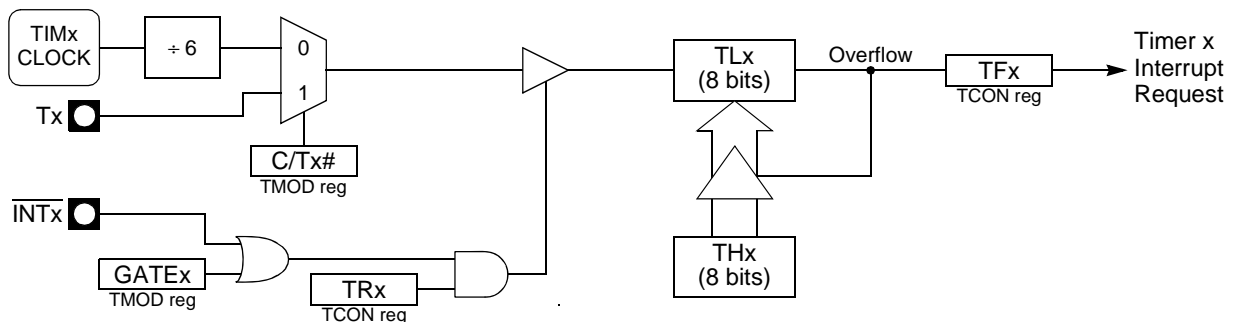 TIMx
CLOCK
÷ 6
0
1
Tx
C/Tx#
TMOD reg
INTx
GATEx
TMOD reg
TRx
TCON reg
TLx
(8 bits)
Overflow
TFx
TCON reg
Timer x
Interrupt
Request
THx
(8 bits)